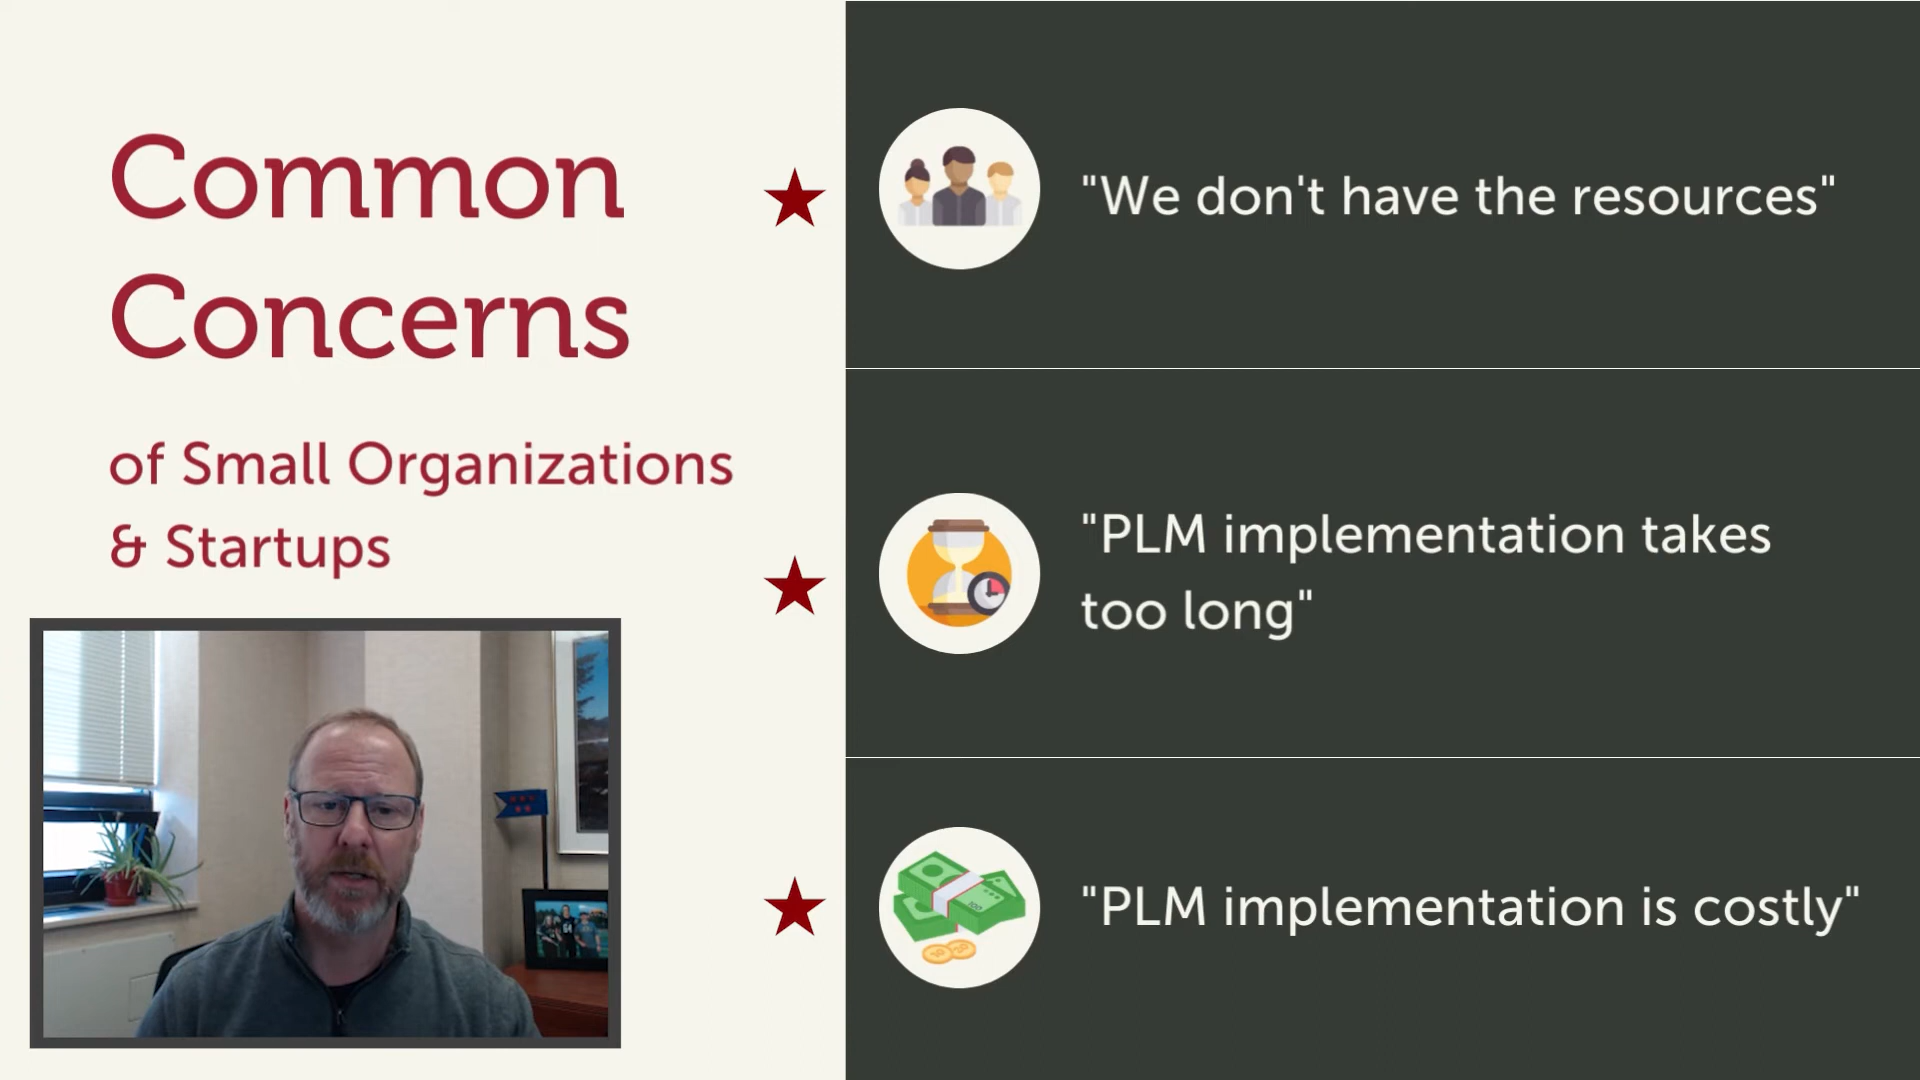 Common
Concerns
of Small Organizations
& Startups
"We don't have the resources"
"PLM implementation takes
too long"
"PLM implementation is costly"